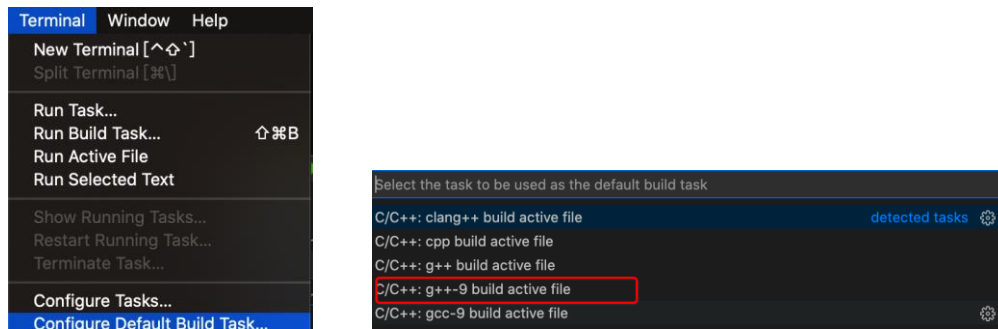 Terminal Window Help
New Terminal [^⇧`]
Split Terminal [⌘\]
Run Task...
Run Build Task... ⇧⌘B
Run Active File
Run Selected Text
Show Running Tasks...
Restart Running Task...
Terminate Task...
Configure Tasks...
Configure Default Build Task...
Select the task to be used as the default build task
C/C++: clang++ build active file detected tasks
C/C++: cpp build active file
C/C++: g++ build active file
C/C++: g++-9 build active file
C/C++: gcc-9 build active file